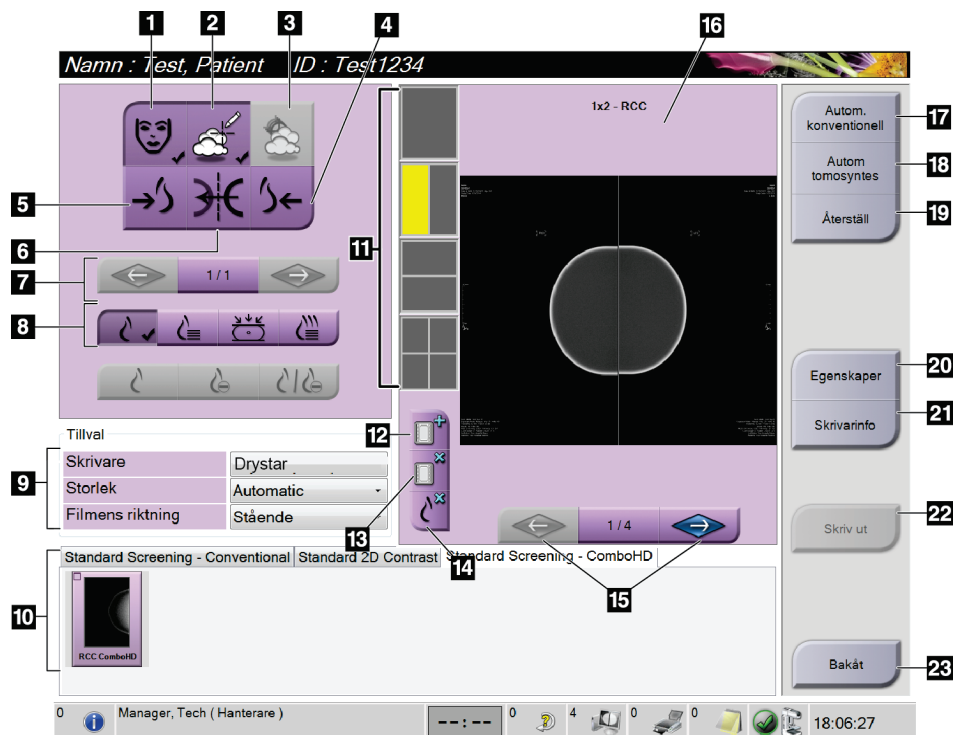 1
2
3
4
16
Namn : Test, Patient ID : Test1234
1x2 - RCC
Autom.
konventionell
17
Autom
tomosyntes
18
Återställ
19
5
6
11
7
1/1
8
Egenskaper
20
Skrivarinfo
21
Tillval
9
Skrivare
Drystar
Storlek
Automatic
Filmens riktning
Stående
12
13
14
1/4
15
Skriv ut
22
Standard Screening - Conventional
Standard 2D Contrast
Standard Screening - ComboHD
10
RCC ComboHD
Bakåt
23
0
Manager, Tech ( Hanterare )
--:--
0
4
0
0
18:06:27